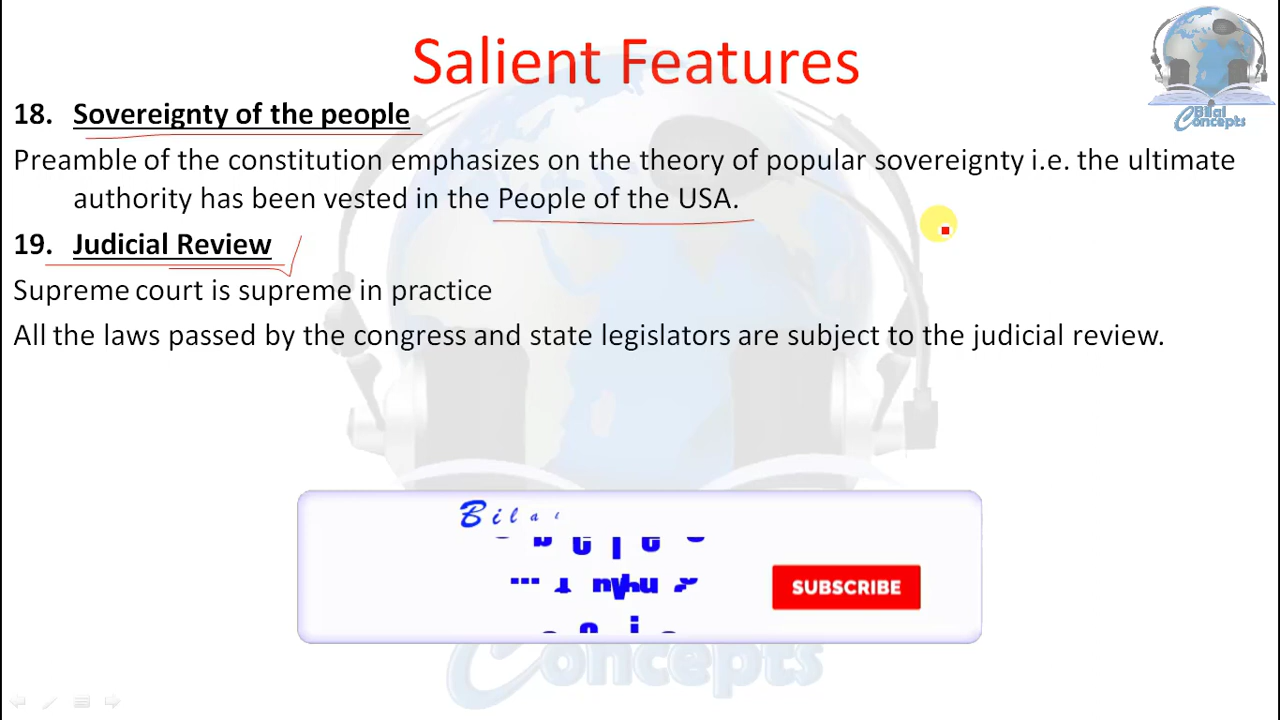 Salient Features
Bilal
Concepts
18. Sovereignty of the people
Preamble of the constitution emphasizes on the theory of popular sovereignty i.e. the ultimate
authority has been vested in the People of the USA.
19. Judicial Review
Supreme court is supreme in practice
All the laws passed by the congress and state legislators are subject to the judicial review.
SUBSCRIBE
Concepts